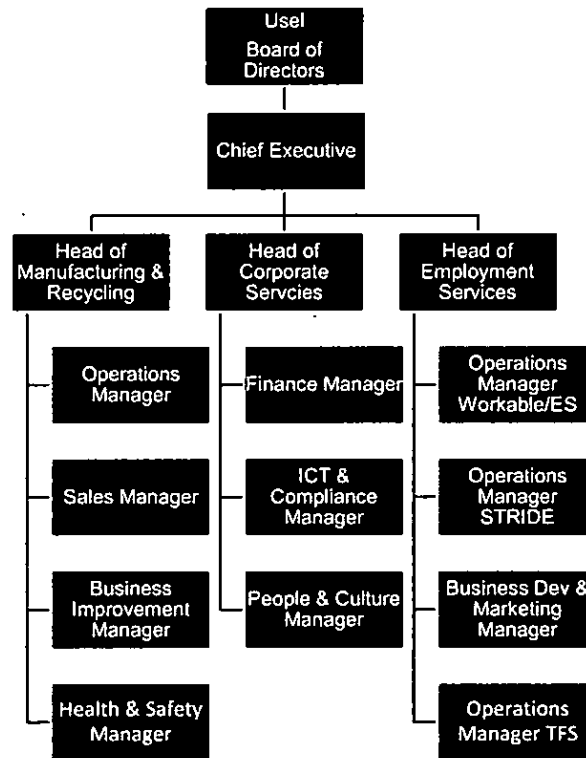 Usel
Board of
Directors
Chief Executive
Head of
Manufacturing &
Recycling
Head of
Corporate
Servcies
Head of
Employment
Services
Operations
Manager
Finance Manager
Operations
Manager
Workable/ES
Sales Manager
ICT &
Compliance
Manager
Operations
Manager
STRIDE
Business
Improvement
Manager
People & Culture
Manager
Business Dev &
Marketing
Manager
Health & Safety
Manager
Operations
Manager TFS